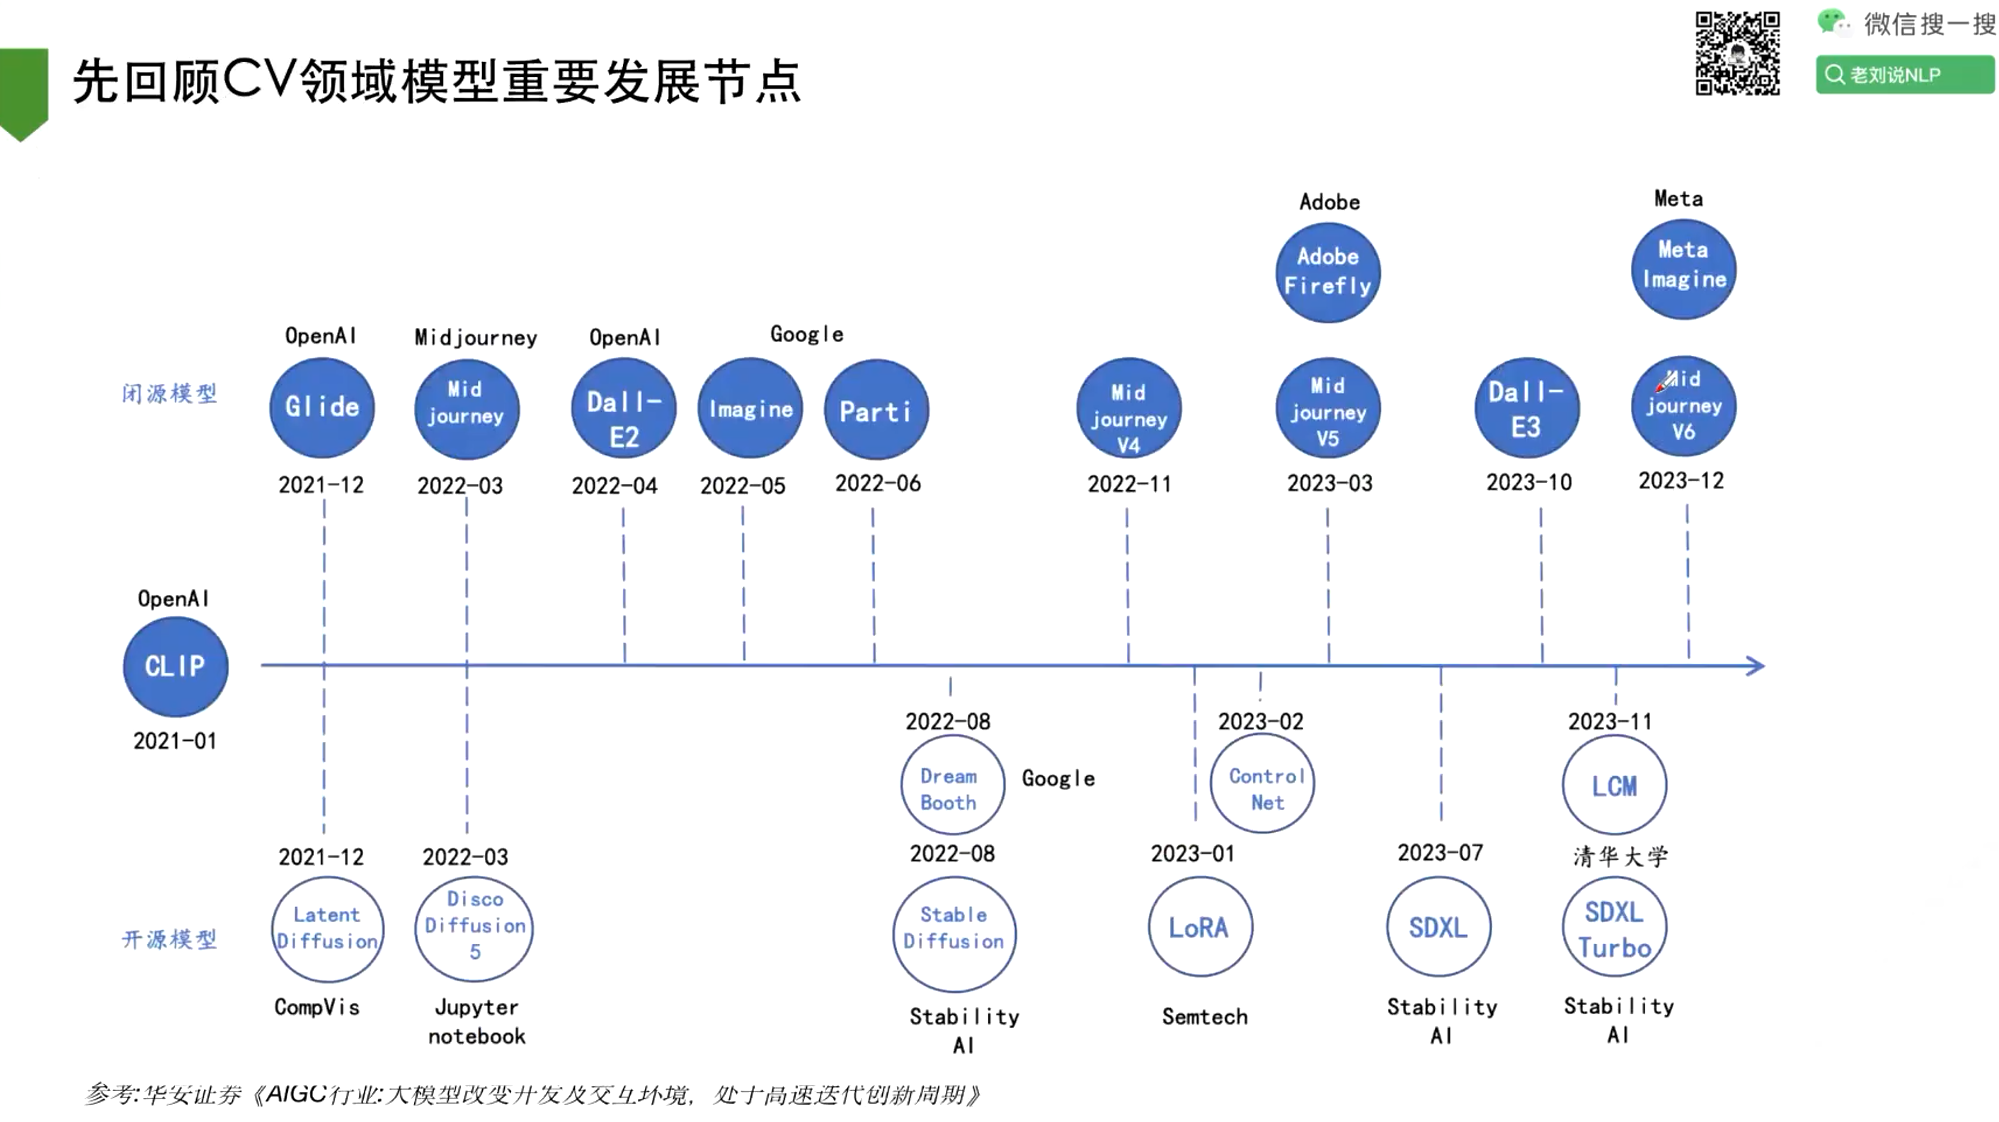 微信搜一搜
老刘说NLP
先回顾CV领域模型重要发展节点
Adobe
Adobe
Firefly
Meta
Meta
Imagine
闭源模型
OpenAI
Glide
2021-12
Midjourney
Mid
journey
2022-03
OpenAI
Dall-
E2
2022-04
Google
Imagine
2022-05
Parti
2022-06
Mid
journey
V4
2022-11
Mid
journey
V5
2023-03
Dall-
E3
2023-10
Mid
journey
V6
2023-12
OpenAI
CLIP
2021-01
2022-08
Dream
Booth
Google
2023-02
Control
Net
2023-11
LCM
清华大学
开源模型
2021-12
Latent
Diffusion
CompVis
2022-03
Disco
Diffusion
5
Jupyter
notebook
2022-08
Stable
Diffusion
Stability
AI
2023-01
LoRA
Semtech
2023-07
SDXL
Stability
AI
SDXL
Turbo
Stability
AI
参考:华安证券《AIGC行业:大模型改变开发及交互环境，处于高速迭代创新周期》